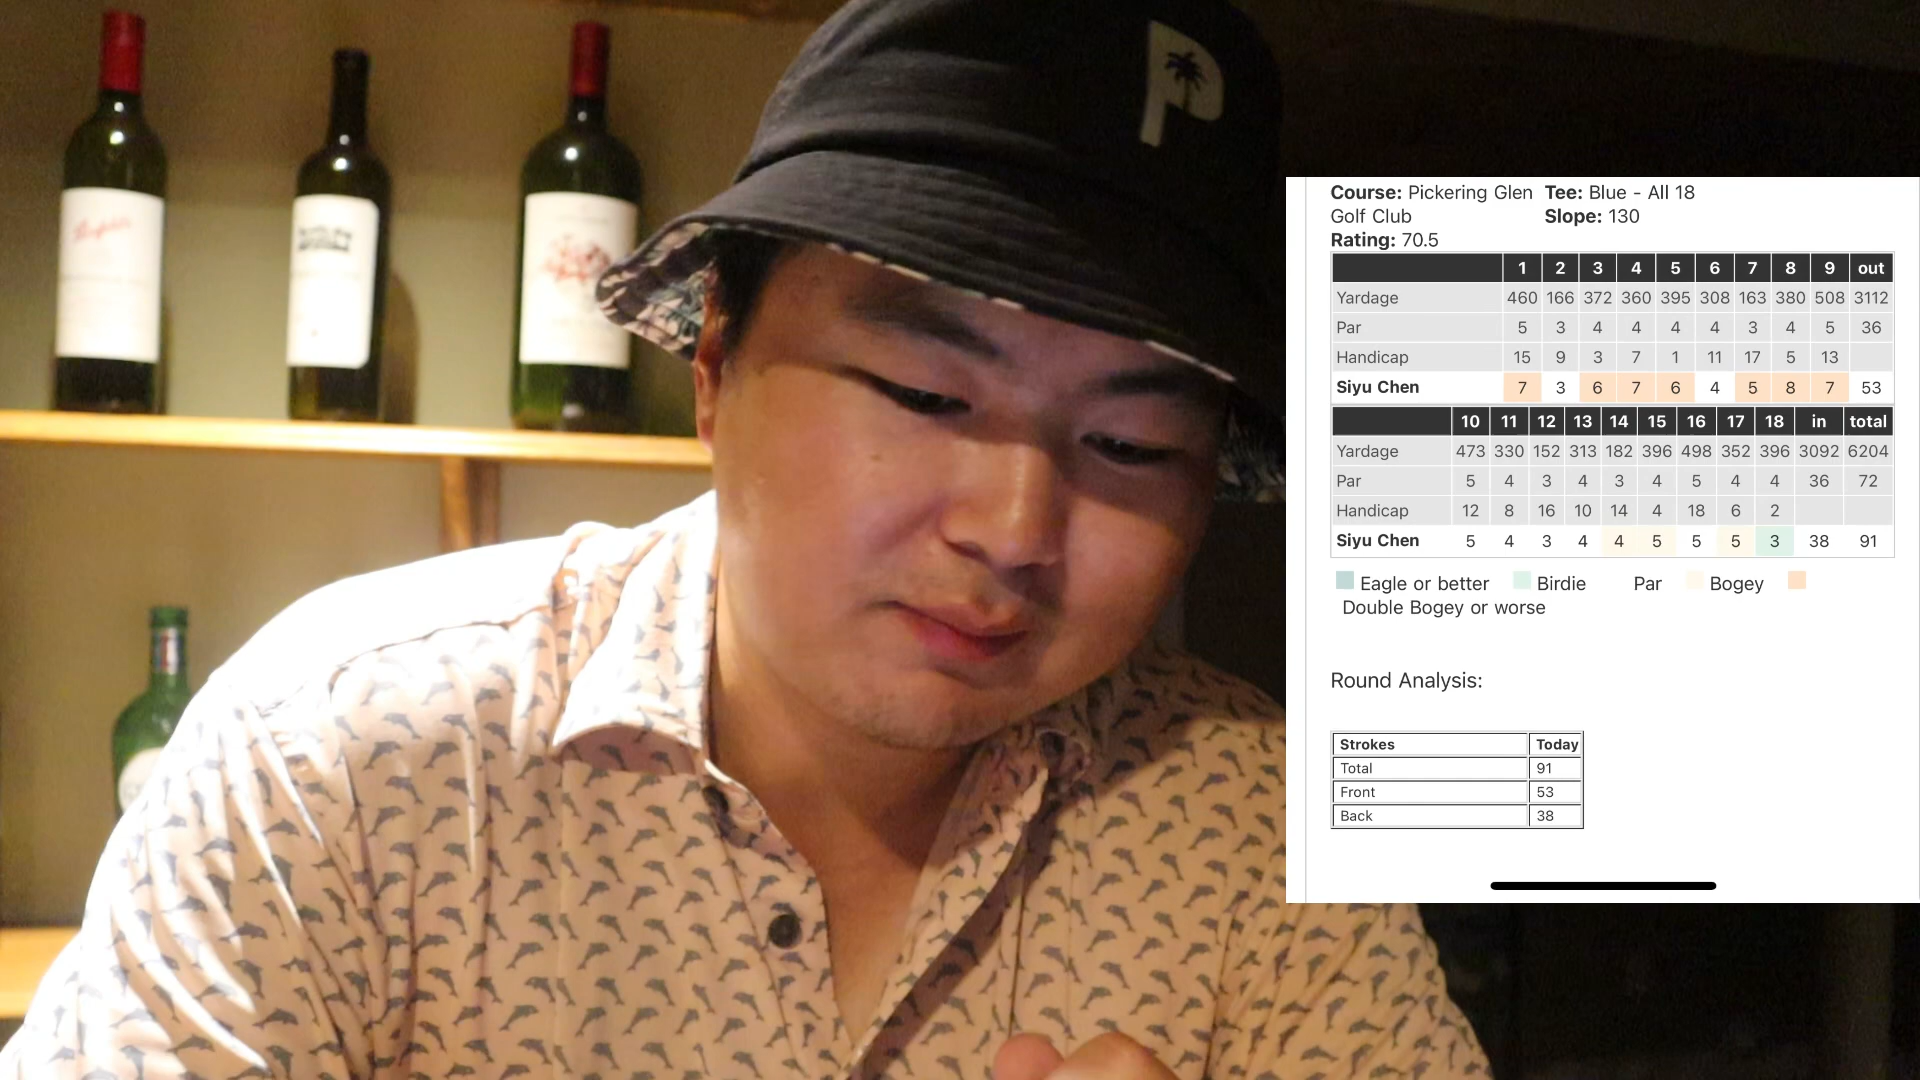 P
Penfolds
Course: Pickering Glen Golf Club
Tee: Blue - All 18
Slope: 130
Rating: 70.5
1 2 3 4 5 6 7 8 9 out
Yardage 460 166 372 360 395 308 163 380 508 3112
Par 5 3 4 4 4 4 3 4 5 36
Handicap 15 9 3 7 1 11 17 5 13
Siyu Chen 7 3 6 7 6 4 5 8 7 53
10 11 12 13 14 15 16 17 18 in total
Yardage 473 330 152 313 182 396 498 352 396 3092 6204
Par 5 4 3 4 3 4 5 4 4 36 72
Handicap 12 8 16 10 14 4 18 6 2
Siyu Chen 5 4 3 4 4 5 5 5 3 38 91
Eagle or better Birdie Par Bogey
Double Bogey or worse
Round Analysis:
Strokes Today
Total 91
Front 53
Back 38